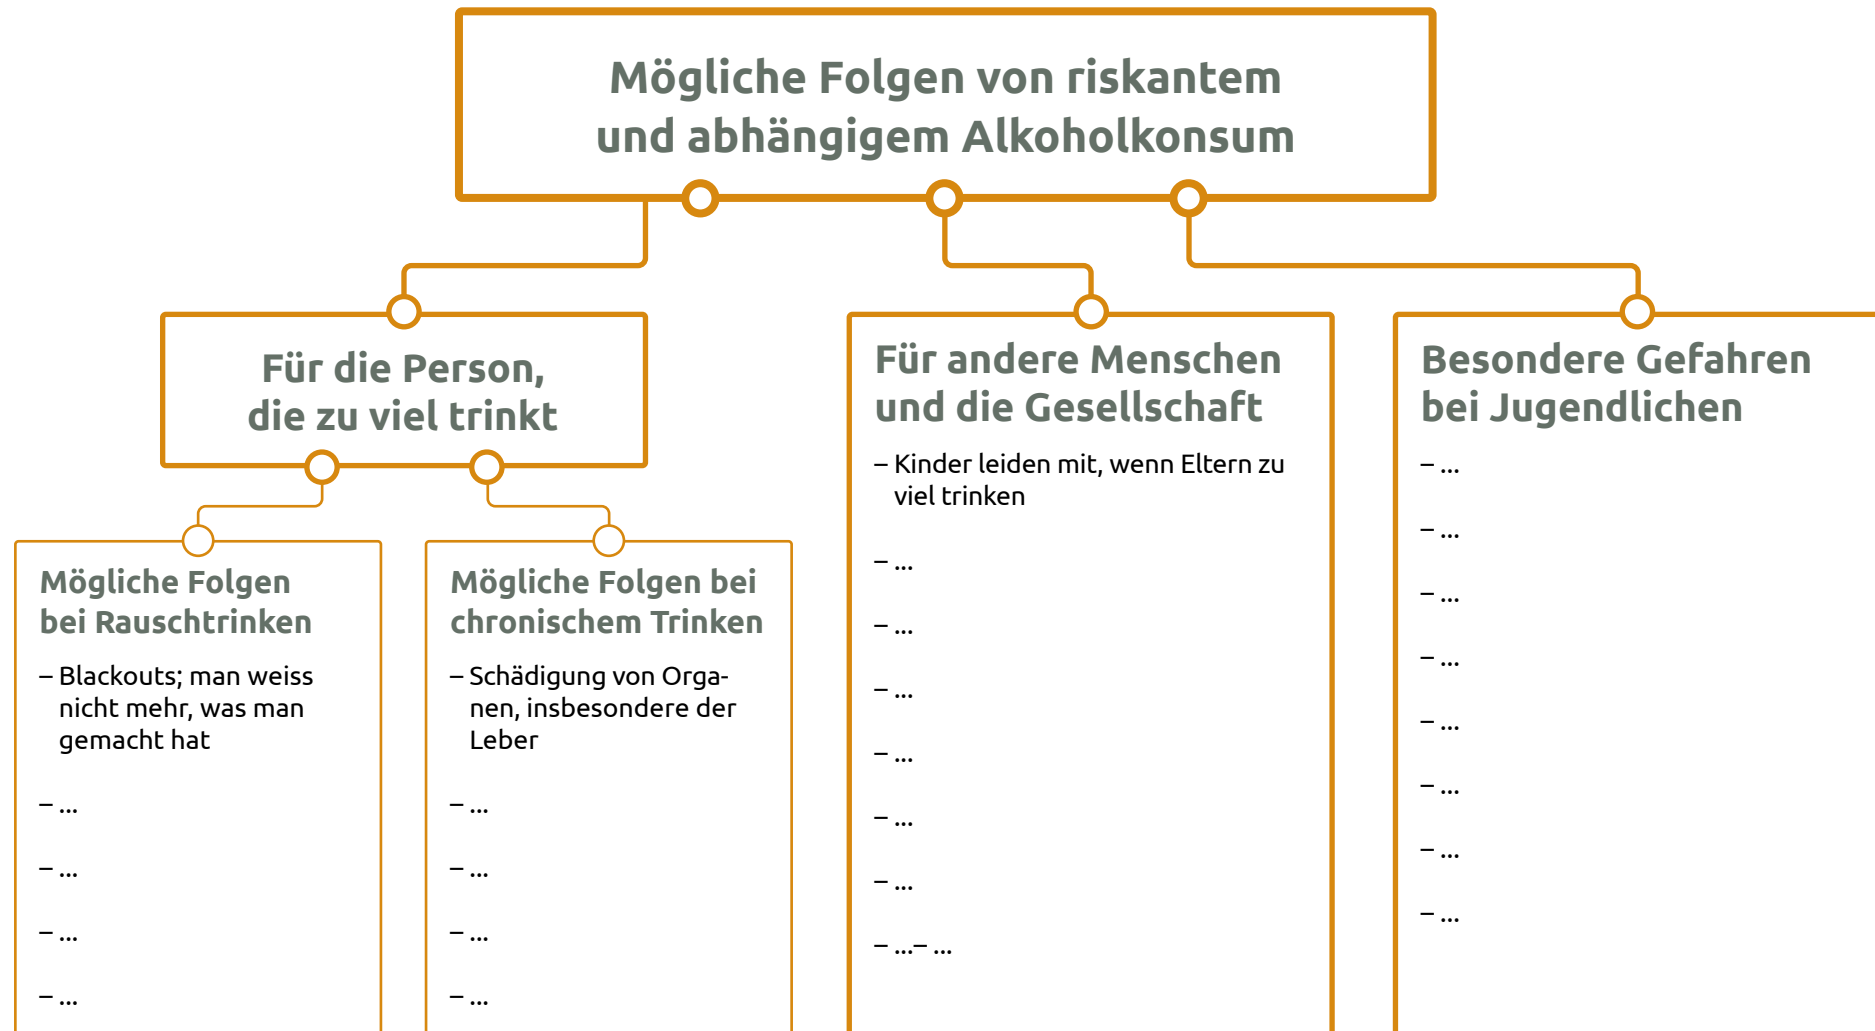 Mögliche Folgen von riskantem
und abhängigem Alkoholkonsum
Für die Person,
die zu viel trinkt
Mögliche Folgen
bei Rauschtrinken
– Blackouts; man weiss
nicht mehr, was man
gemacht hat
– ...
– ...
– ...
– ...
Mögliche Folgen bei
chronischem Trinken
– Schädigung von Orga-
nen, insbesondere der
Leber
– ...
– ...
– ...
– ...
Für andere Menschen
und die Gesellschaft
– Kinder leiden mit, wenn Eltern zu
viel trinken
– ...
– ...
– ...
– ...
– ...
– ...
– ...– ...
Besondere Gefahren
bei Jugendlichen
– ...
– ...
– ...
– ...
– ...
– ...
– ...
– ...